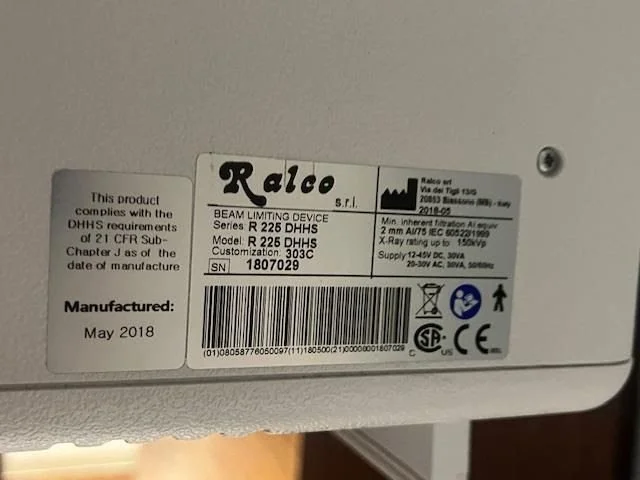 This product
complies with the
DHHS requirements
of 21 CFR Sub-
Chapter J as of the
date of manufacture
Manufactured:
May 2018
Ralco s.r.l.
BEAM LIMITING DEVICE
Series: R 225 DHHS
Model: R 225 DHHS
Customization: 303C
SN 1807029
Ralco srl
Via dei Tigli 13/G
20853 Biassono (MB) - Italy
2018-05
Min. inherent filtration Al equiv
2 mm Al/75 IEC 60522/1999
X-Ray rating up to 150kVp
Supply 12-45V DC, 30VA
20-30V AC, 30VA, 50/60Hz
(01)08058776050097(11)180500(21)00000001807029
C SA US CE